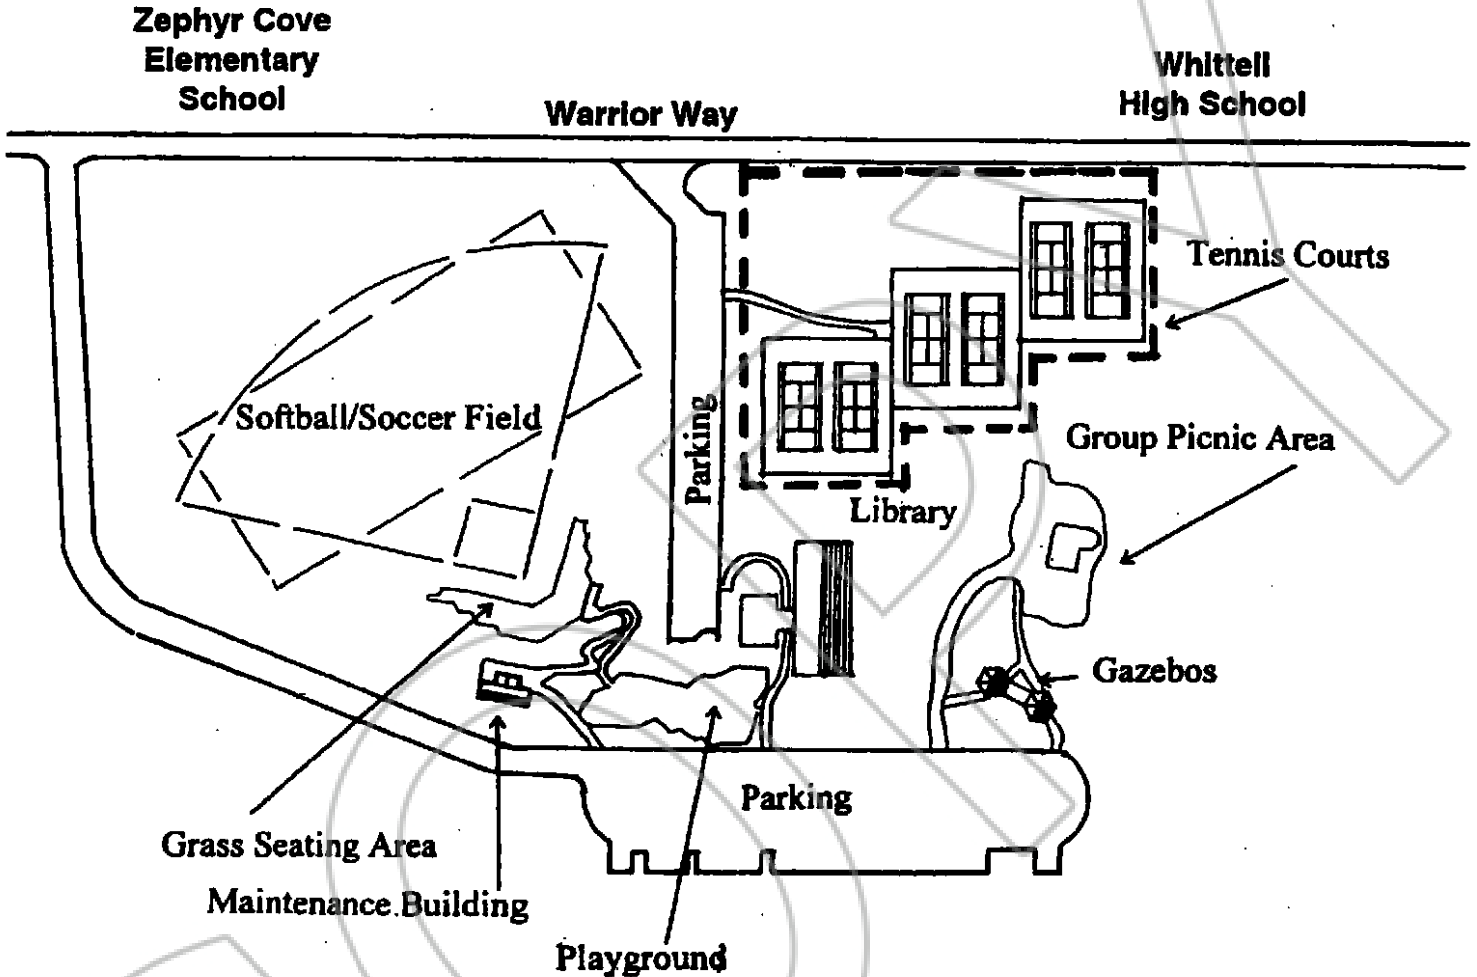 Zephyr Cove
Elementary
School
Warrior Way
Whittell
High School
Tennis Courts
Softball/Soccer Field
Parking
Group Picnic Area
Library
Gazebos
Parking
Grass Seating Area
Maintenance Building
Playground